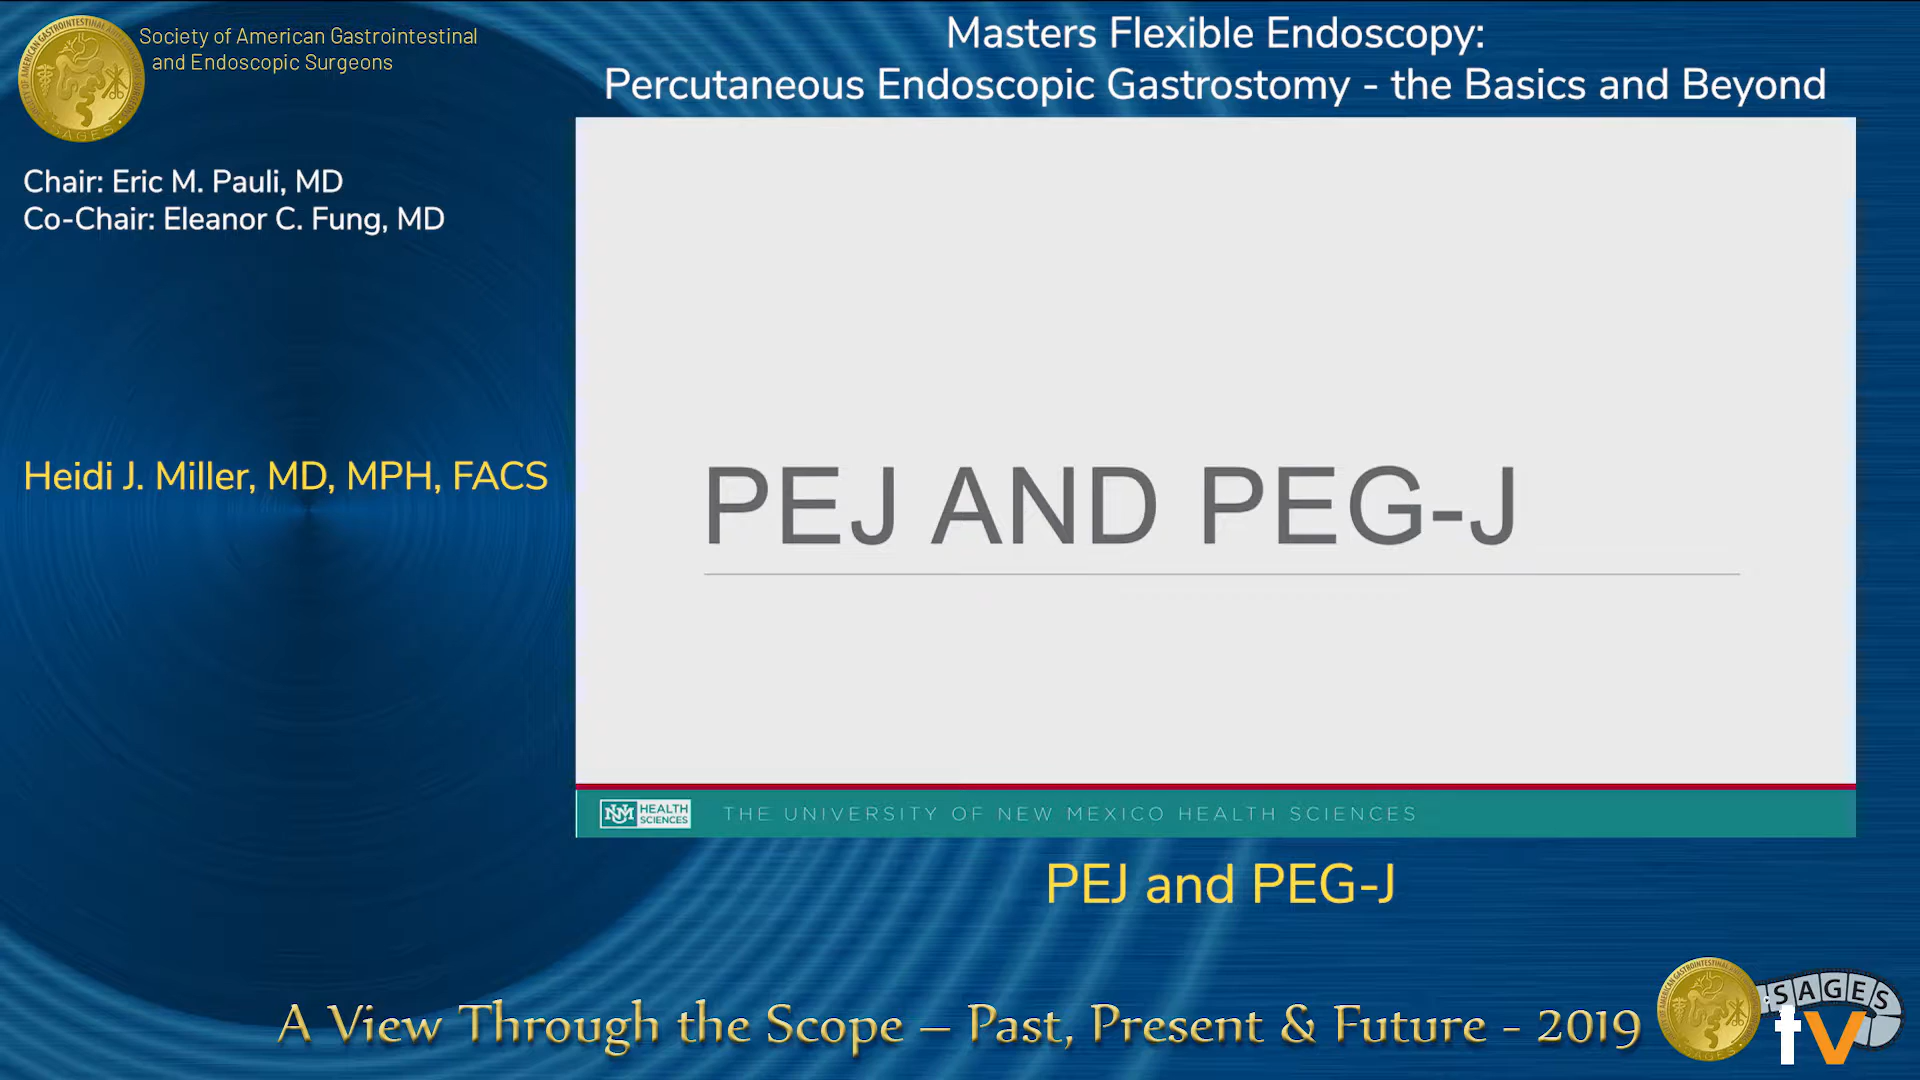 Society of American Gastrointestinal
and Endoscopic Surgeons
Masters Flexible Endoscopy:
Percutaneous Endoscopic Gastrostomy - the Basics and Beyond
Chair: Eric M. Pauli, MD
Co-Chair: Eleanor C. Fung, MD
Heidi J. Miller, MD, MPH, FACS
PEJ AND PEG-J
UNM HEALTH
SCIENCES
THE UNIVERSITY OF NEW MEXICO HEALTH SCIENCES
PEJ and PEG-J
A View Through the Scope – Past, Present & Future - 2019
SAGES
tv